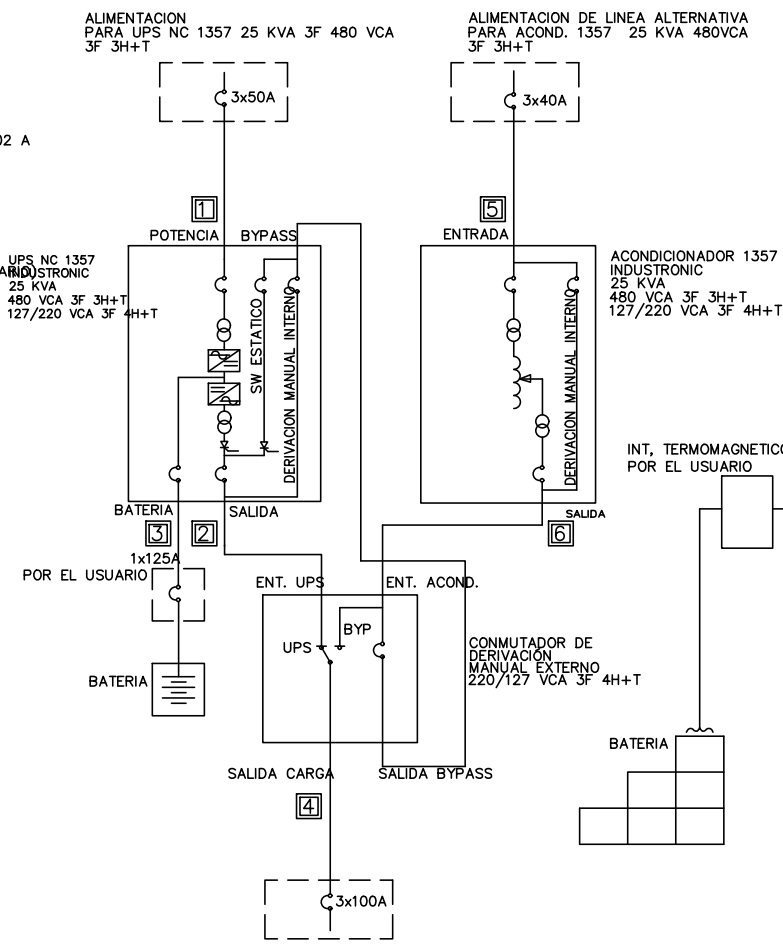 ALIMENTACION
PARA UPS NC 1357 25 KVA 3F 480 VCA
3F 3H+T
ALIMENTACION DE LINEA ALTERNATIVA
PARA ACOND. 1357 25 KVA 480VCA
3F 3H+T
3x50A
3x40A
02 A
1
5
POTENCIA
BYPASS
ENTRADA
UPS NC 1357
INDUSTRONIC
25 KVA
480 VCA 3F 3H+T
127/220 VCA 3F 4H+T
SW ESTATICO
DERIVACION MANUAL INTERNO
DERIVACION MANUAL INTERNO
ACONDICIONADOR 1357
INDUSTRONIC
25 KVA
480 VCA 3F 3H+T
127/220 VCA 3F 4H+T
INT, TERMOMAGNETICO
POR EL USUARIO
BATERIA
SALIDA
SALIDA
3
2
6
1x125A
POR EL USUARIO
ENT. UPS
ENT. ACOND.
BYP
UPS
CONMUTADOR DE
DERIVACIÓN
MANUAL EXTERNO
220/127 VCA 3F 4H+T
BATERIA
BATERIA
SALIDA CARGA
SALIDA BYPASS
4
3x100A